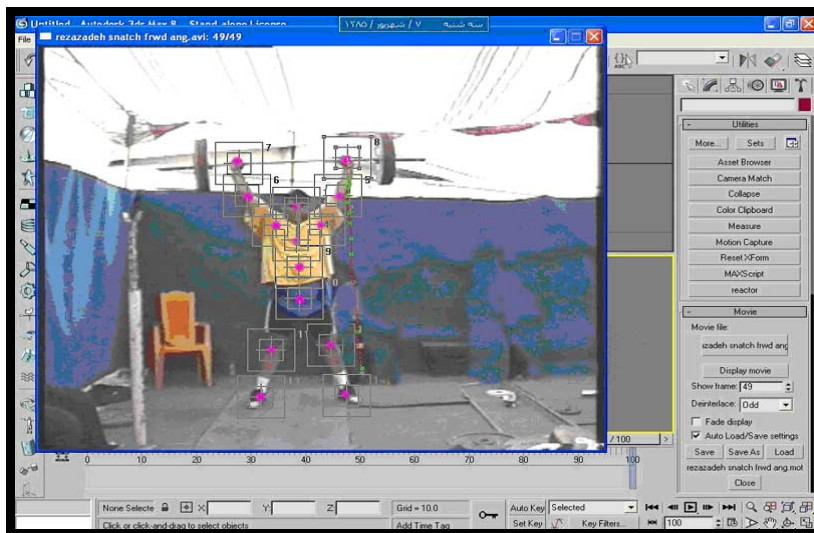 Untitled - Autodesk 3ds Max 8 - Stand-alone License
سه شنبه ٧ / شهریور / ١٣٨٥
File
rezazadeh snatch frwd ang.avi: 49/49
7
8
6
5
9
0
11
Utilities
More...
Sets
Asset Browser
Camera Match
Collapse
Color Clipboard
Measure
Motion Capture
Reset XForm
MAXScript
reactor
Movie
Movie file:
ızadeh snatch frwd ang
Display movie
Show frame: 49
Deinterlace: Odd
Fade display
Auto Load/Save settings
Save
Save As
Load
rezazadeh snatch frwd ang.mot
Close
/ 100
0 10 20 30 40 50 60 70 80 90 100
None Selecte
X:
Y:
Z:
Grid = 10.0
Auto Key
Selected
Click or click-and-drag to select objects
Add Time Tag
Set Key
Key Filters...
100